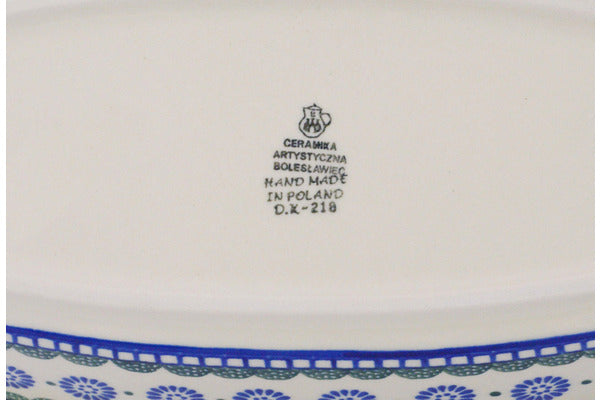 CERAMIKA
ARTYSTYCZNA
BOLESŁAWIEC
HAND MADE
IN POLAND
D.K-218